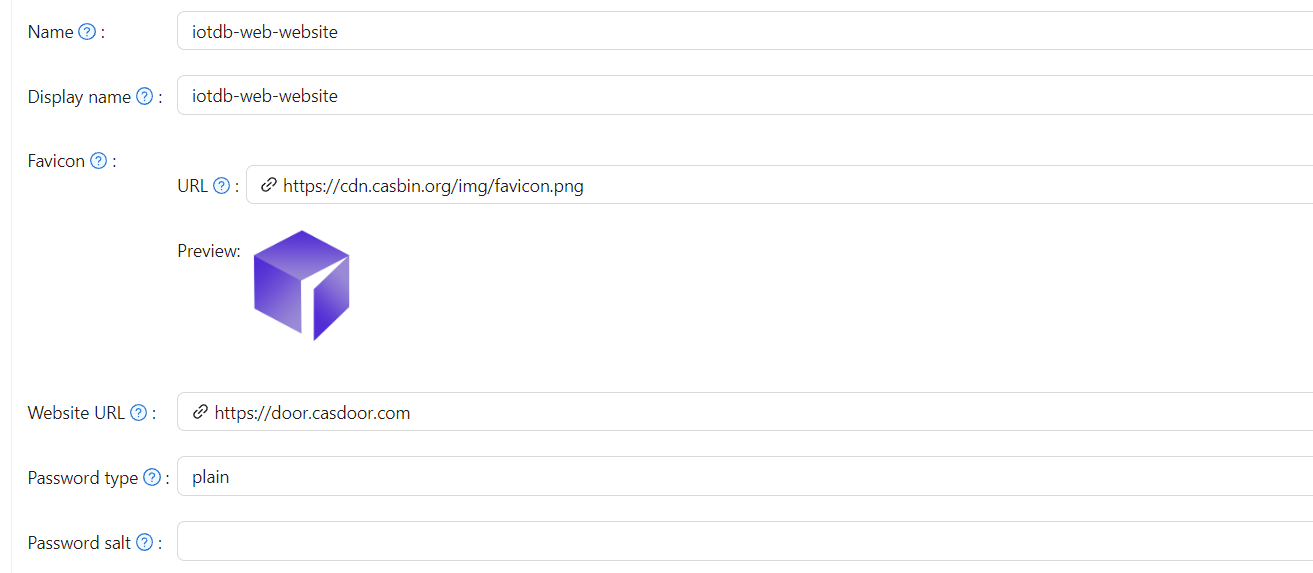 Name ? : iotdb-web-website
Display name ? : iotdb-web-website
Favicon ? :
URL ? : https://cdn.casbin.org/img/favicon.png
Preview:
Website URL ? : https://door.casdoor.com
Password type ? : plain
Password salt ? :